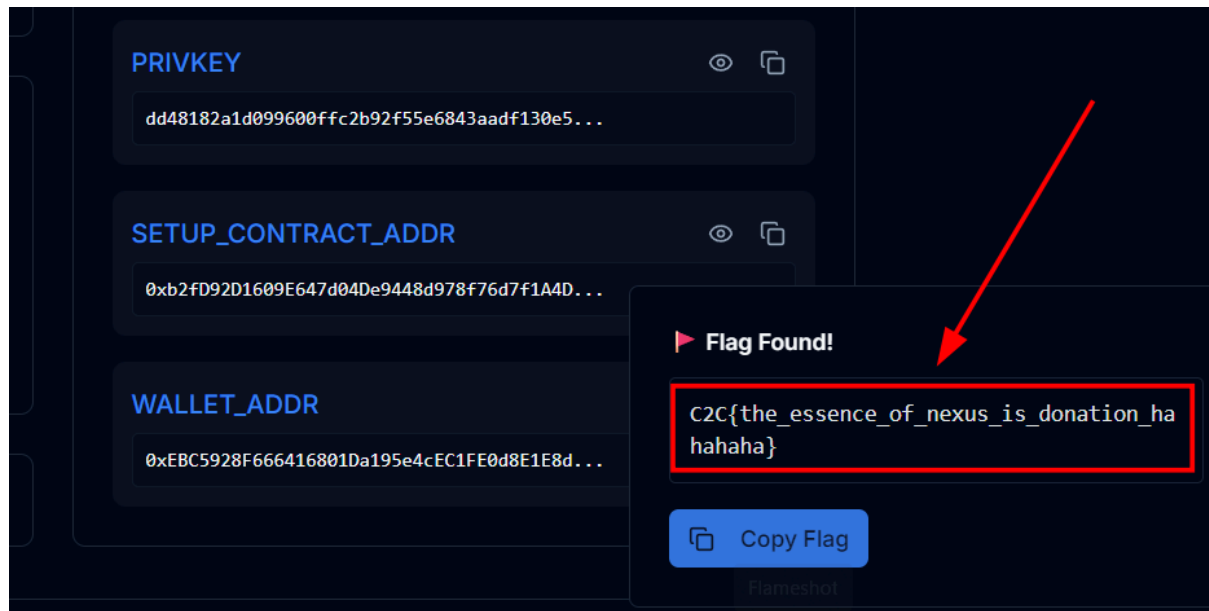 PRIVKEY
dd48182a1d099600ffc2b92f55e6843aadf130e5...
SETUP_CONTRACT_ADDR
0xb2fD92D1609E647d04De9448d978f76d7f1A4D...
Flag Found!
WALLET_ADDR
C2C{the_essence_of_nexus_is_donation_ha
hahaha}
0xEBC5928F666416801Da195e4cEC1FE0d8E1E8d...
Copy Flag
Flameshot